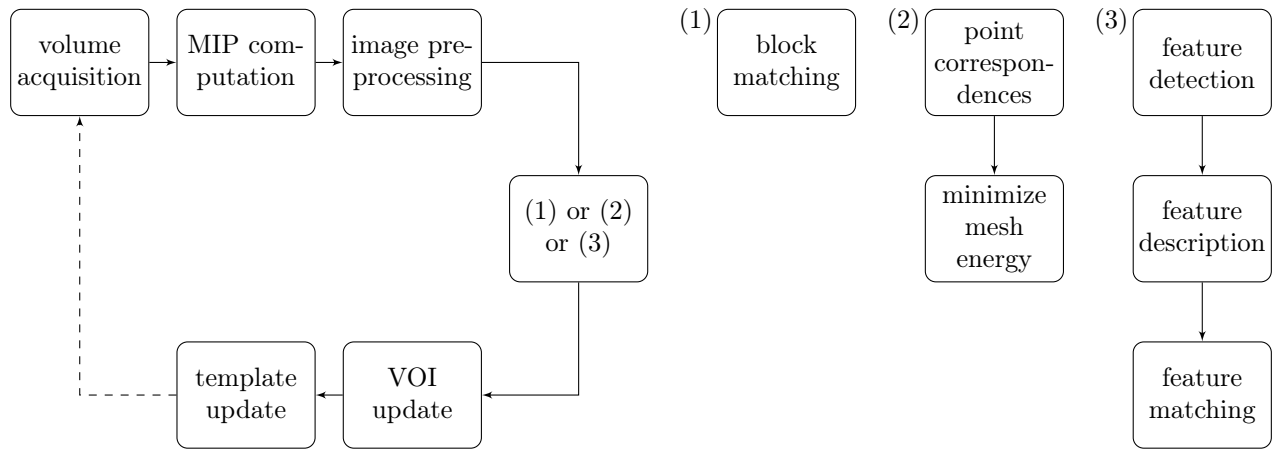 volume
acquisition
MIP com-
putation
image pre-
processing
(1) or (2)
or (3)
VOI
update
template
update
(1)
block
matching
(2)
point
correspon-
dences
minimize
mesh
energy
(3)
feature
detection
feature
description
feature
matching